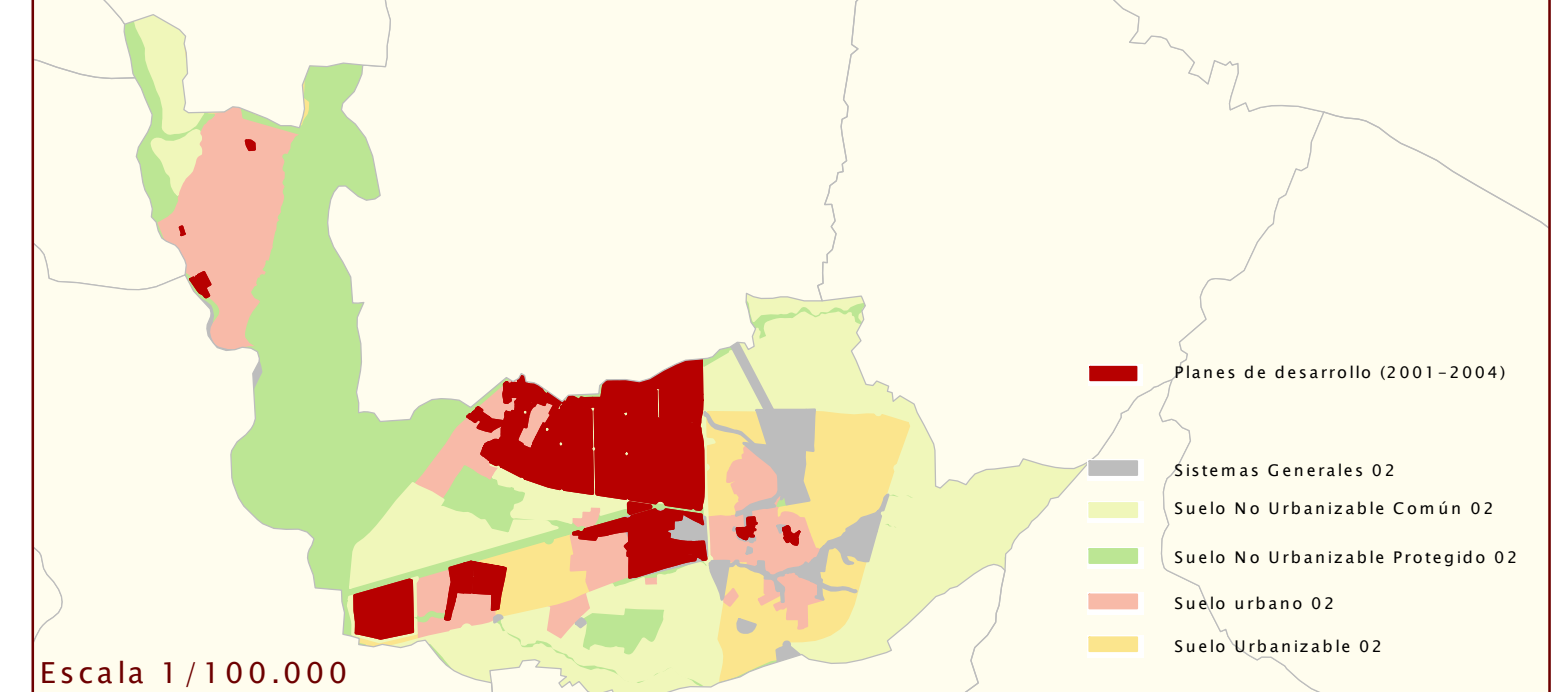 Planes de desarrollo (2001-2004)
Sistemas Generales 02
Suelo No Urbanizable Común 02
Suelo No Urbanizable Protegido 02
Suelo urbano 02
Suelo Urbanizable 02
Escala 1/100.000